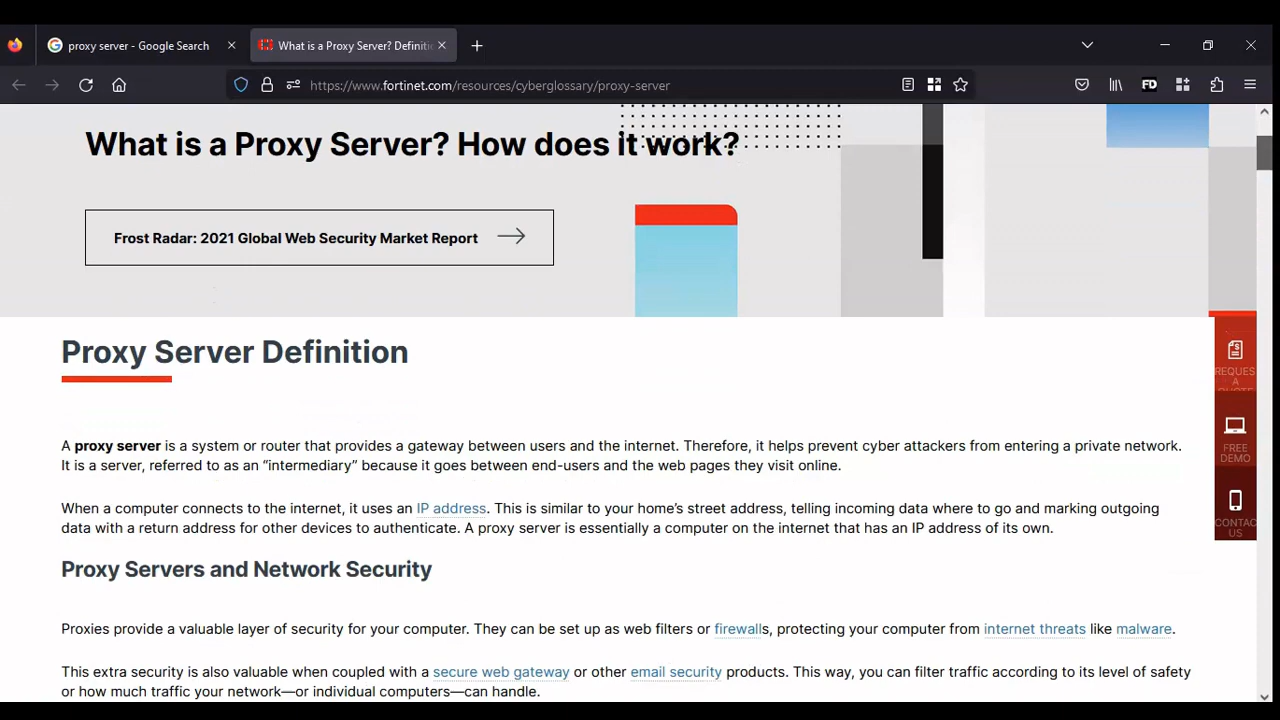 proxy server - Google Search
What is a Proxy Server? Definitio
https://www.fortinet.com/resources/cyberglossary/proxy-server
FD
What is a Proxy Server? How does it work?
Frost Radar: 2021 Global Web Security Market Report
Proxy Server Definition
REQUES
A
QUOTE
A proxy server is a system or router that provides a gateway between users and the internet. Therefore, it helps prevent cyber attackers from entering a private network.
It is a server, referred to as an “intermediary” because it goes between end-users and the web pages they visit online.
FREE
DEMO
When a computer connects to the internet, it uses an IP address. This is similar to your home’s street address, telling incoming data where to go and marking outgoing
data with a return address for other devices to authenticate. A proxy server is essentially a computer on the internet that has an IP address of its own.
CONTAC
US
Proxy Servers and Network Security
Proxies provide a valuable layer of security for your computer. They can be set up as web filters or firewalls, protecting your computer from internet threats like malware.
This extra security is also valuable when coupled with a secure web gateway or other email security products. This way, you can filter traffic according to its level of safety
or how much traffic your network—or individual computers—can handle.